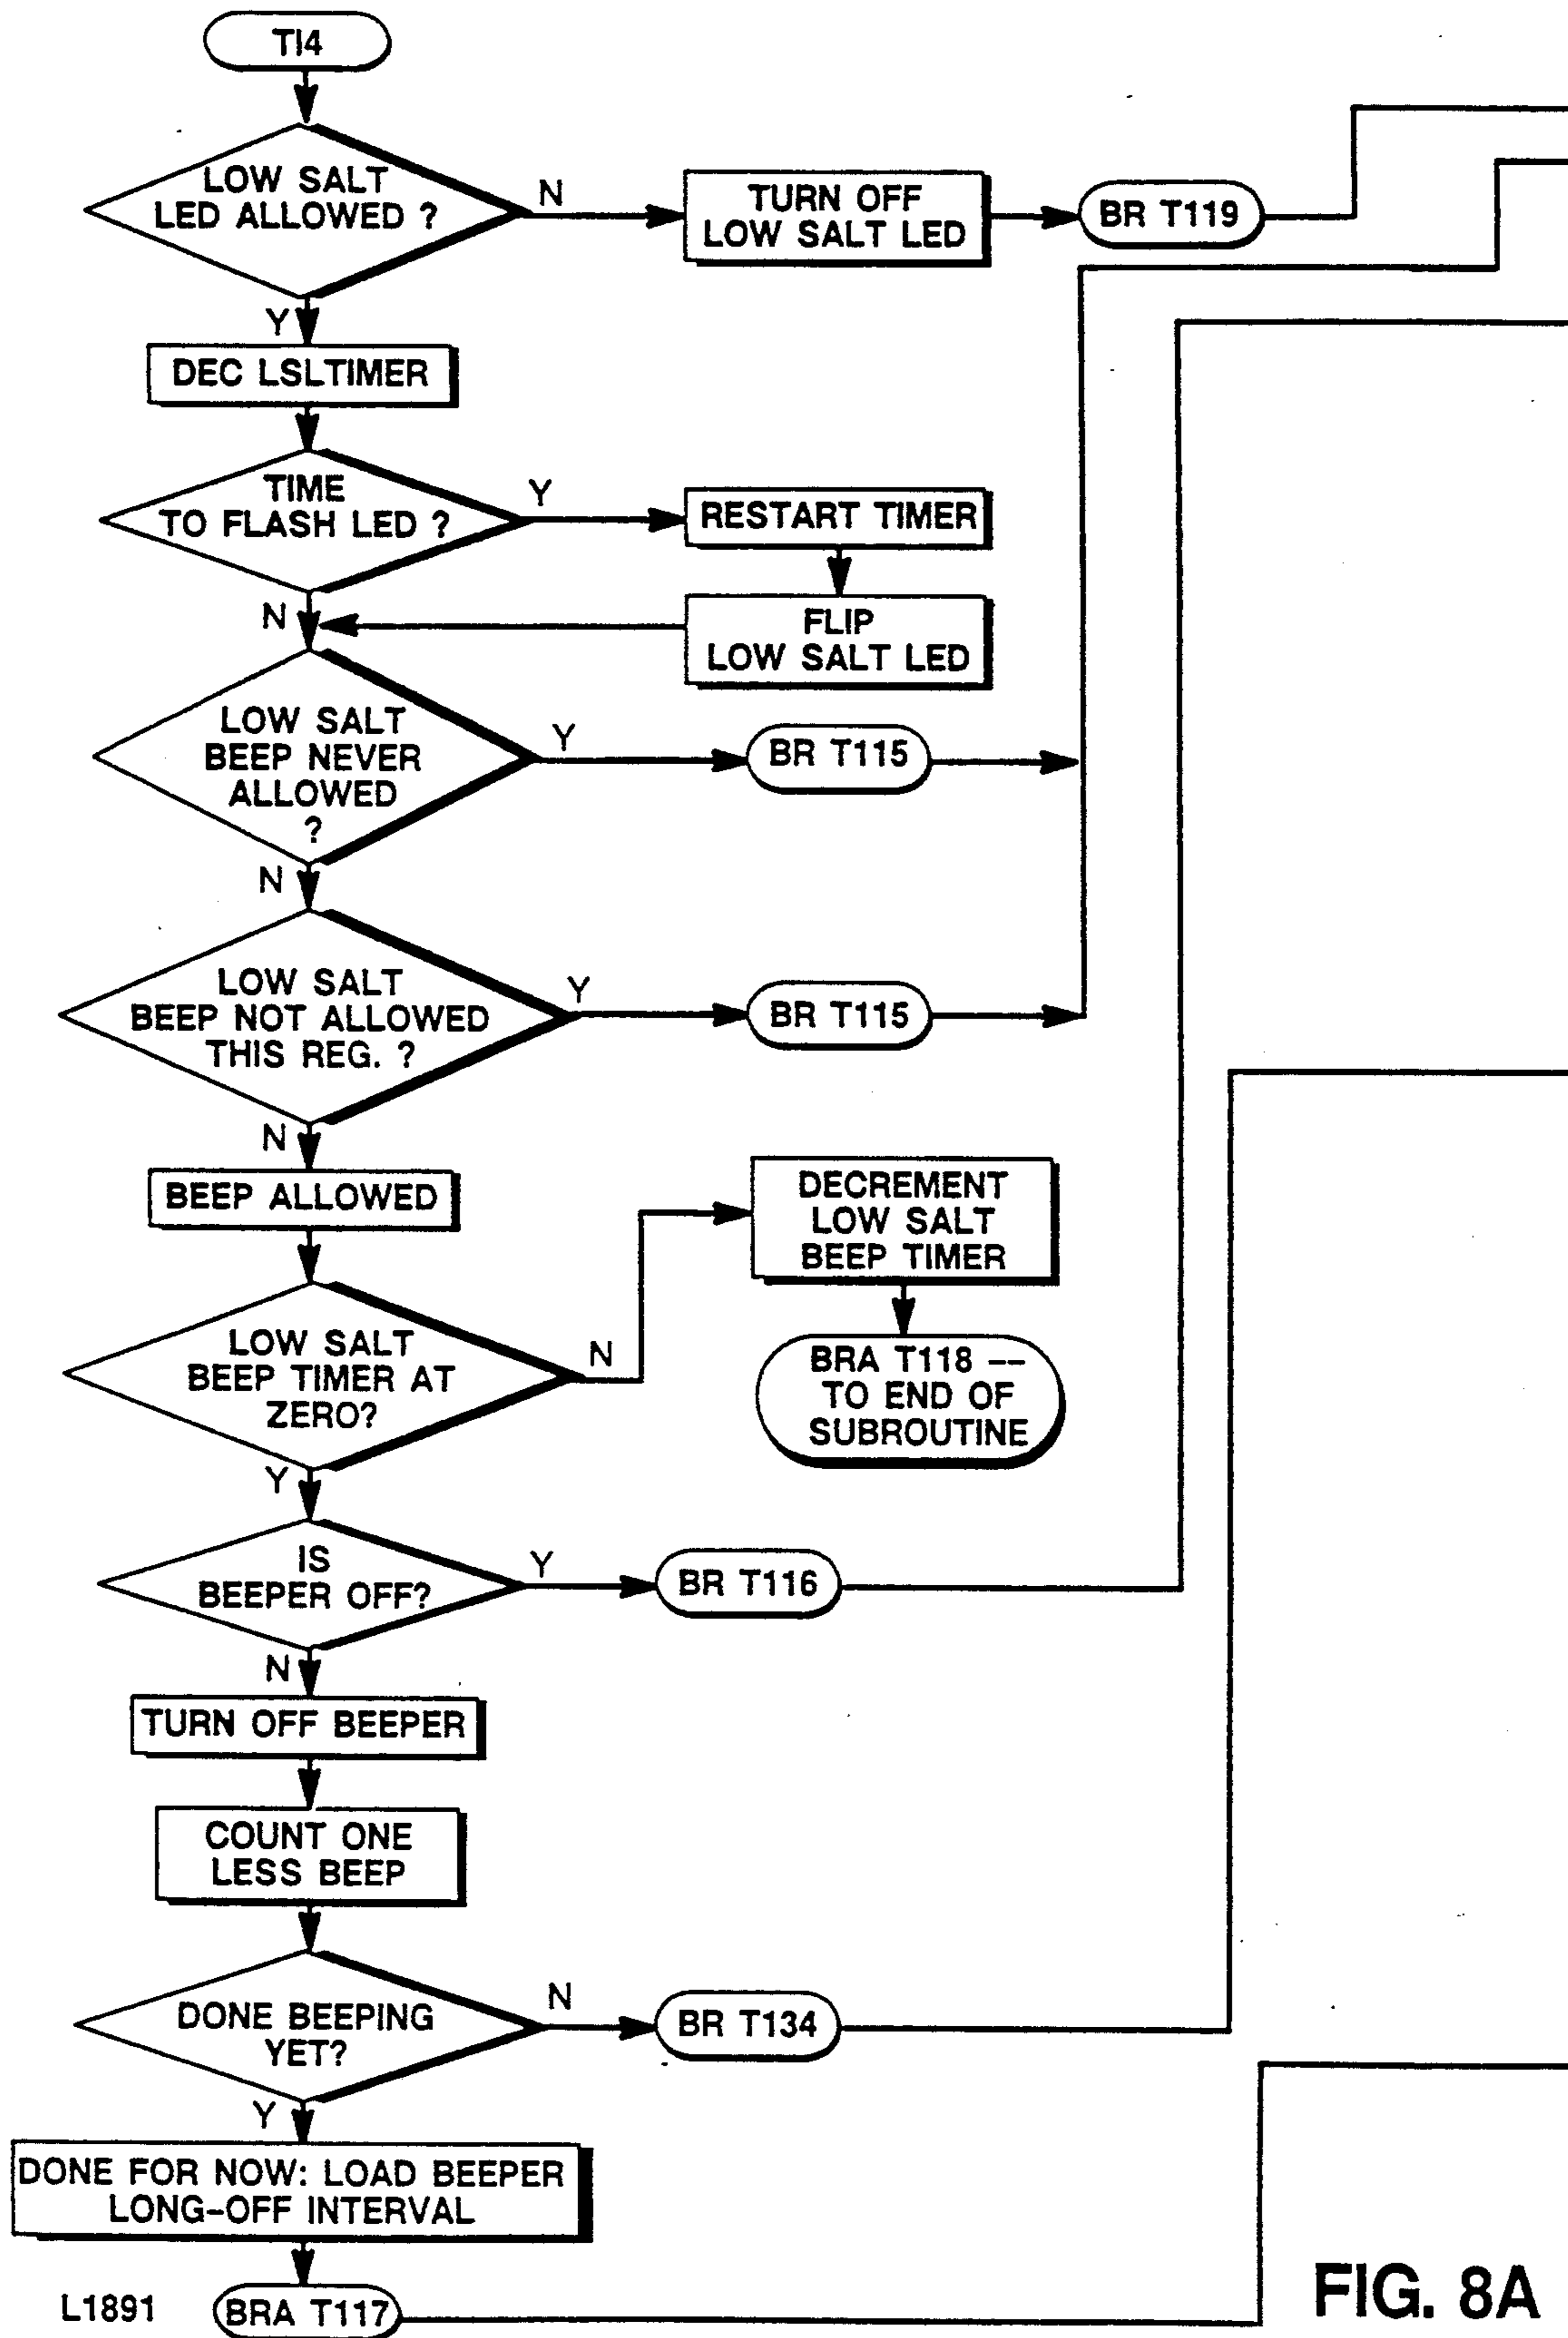 TI4
LOW SALT
LED ALLOWED ?
N
TURN OFF
LOW SALT LED
BR T119
Y
DEC LSLTIMER
TIME
TO FLASH LED ?
Y
RESTART TIMER
N
FLIP
LOW SALT LED
LOW SALT
BEEP NEVER
ALLOWED
?
Y
BR T115
N
LOW SALT
BEEP NOT ALLOWED
THIS REG. ?
Y
BR T115
N
BEEP ALLOWED
DECREMENT
LOW SALT
BEEP TIMER
LOW SALT
BEEP TIMER AT
ZERO?
N
BRA T118 --
TO END OF
SUBROUTINE
Y
IS
BEEPER OFF?
Y
BR T116
N
TURN OFF BEEPER
COUNT ONE
LESS BEEP
DONE BEEPING
YET?
N
BR T134
Y
DONE FOR NOW: LOAD BEEPER
LONG-OFF INTERVAL
L1891
BRA T117
FIG. 8A